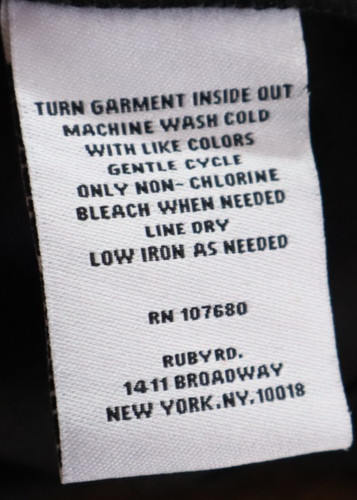 TURN GARMENT INSIDE OUT
MACHINE WASH COLD
WITH LIKE COLORS
GENTLE CYCLE
ONLY NON- CHLORINE
BLEACH WHEN NEEDED
LINE DRY
LOW IRON AS NEEDED
RN 107680
RUBYRD.
1411 BROADWAY
NEW YORK.NY.10018